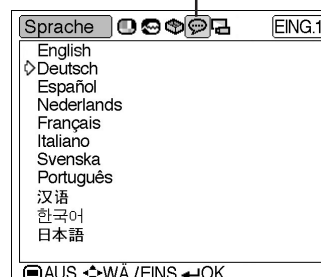 Sprache EING.1
English
Deutsch
Español
Nederlands
Français
Italiano
Svenska
Português
汉语
한국어
日本語
AUS WÄ./EINS OK